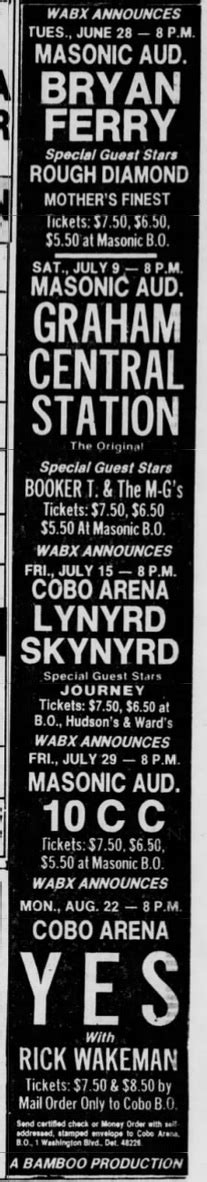 WABX ANNOUNCES
TUES., JUNE 28 — 8 P.M.
MASONIC AUD.
BRYAN
FERRY
Special Guest Stars
ROUGH DIAMOND
MOTHER'S FINEST
Tickets: $7.50, $6.50,
$5.50 at Masonic B.O.
SAT., JULY 9 — 8 P.M.
MASONIC AUD.
GRAHAM
CENTRAL
STATION
The Original
Special Guest Stars
BOOKER T. & The M-G's
Tickets: $7.50, $6.50
$5.50 At Masonic B.O.
WABX ANNOUNCES
FRI., JULY 15 — 8 P.M.
COBO ARENA
LYNYRD
SKYNYRD
Special Guest Stars
JOURNEY
Tickets: $7.50, $6.50 at
B.O., Hudson's & Ward's
WABX ANNOUNCES
FRI., JULY 29 — 8 P.M.
MASONIC AUD.
10 C C
Tickets: $7.50, $6.50,
$5.50 at Masonic B.O.
WABX ANNOUNCES
MON., AUG. 22 — 8 P.M.
COBO ARENA
YES
With
RICK WAKEMAN
Tickets: $7.50 & $8.50 by
Mail Order Only to Cobo B.O.
Send certified check or Money Order with self-
addressed, stamped envelope to Cobo Arena,
B.O., 1 Washington Blvd., Det. 48226
A BAMBOO PRODUCTION